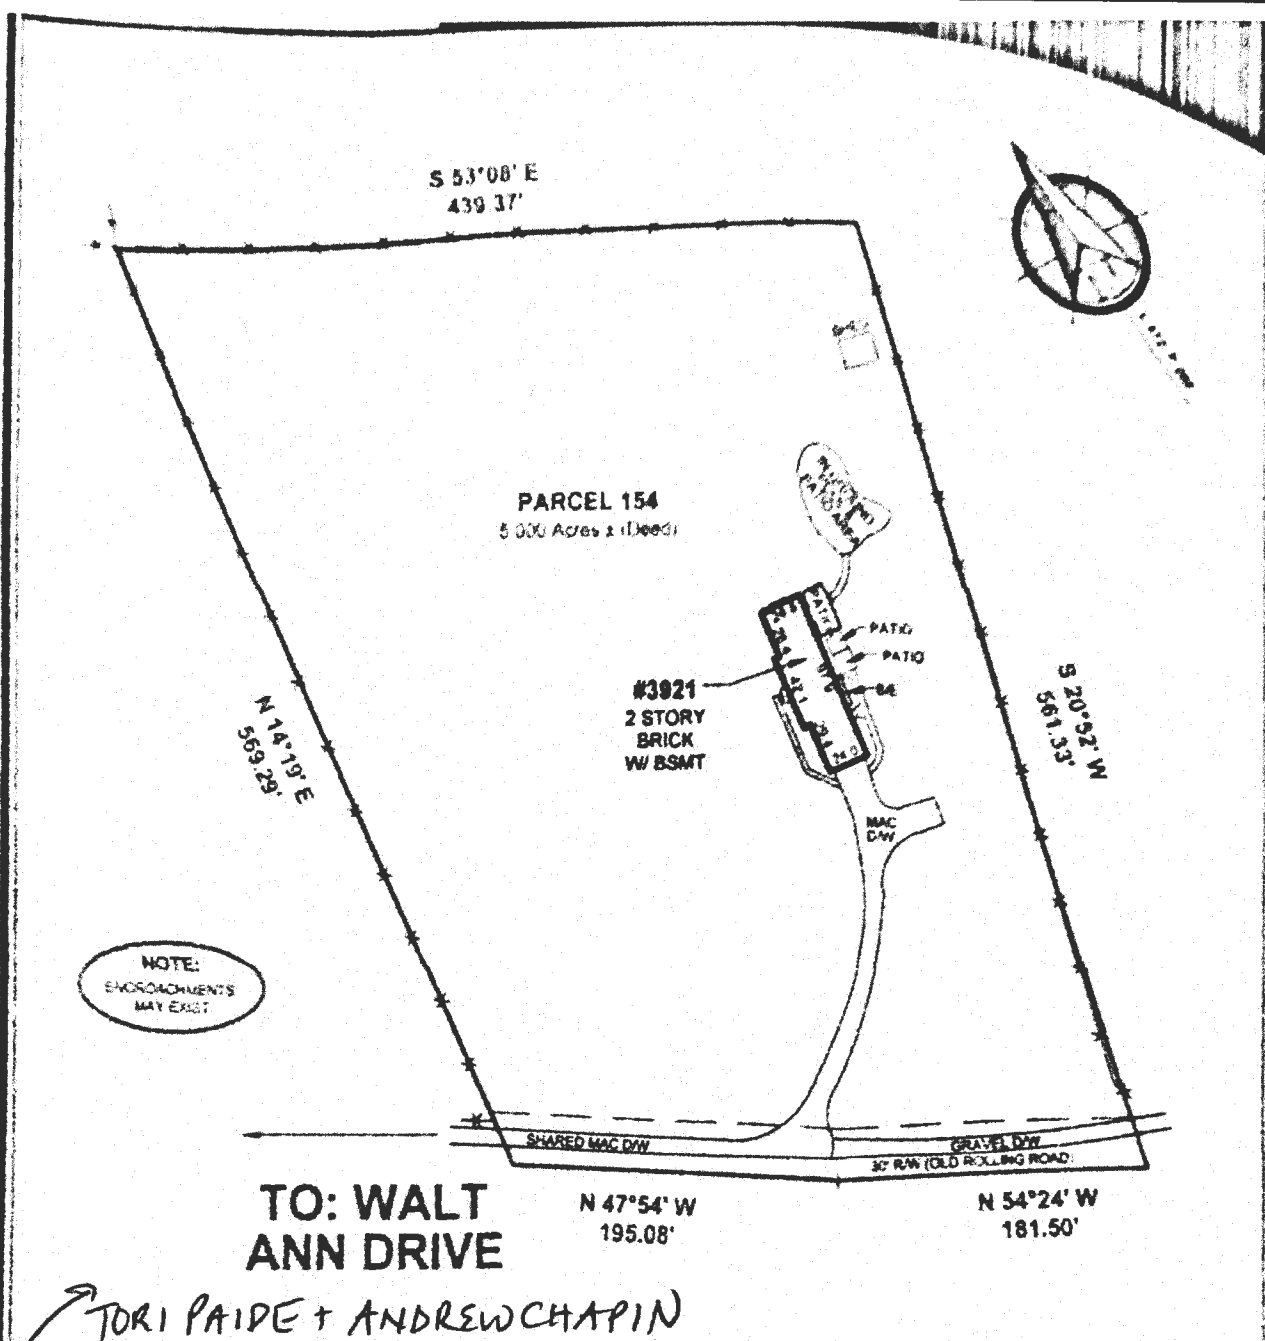 S 53°08' E
439.37'
PARCEL 154
5.000 Acres ± (Deed)
PATIO
PATIO
#3921
2 STORY
BRICK
W/ BSMT
S 20°52' W
561.33'
N 14°19' E
569.29'
MAC
D/W
NOTE:
ENCROACHMENTS
MAY EXIST
SHARED MAC D/W
GRAVEL D/W
30' R/W (OLD ROLLING ROAD)
TO: WALT
ANN DRIVE
N 47°54' W
195.08'
N 54°24' W
181.50'
TORI PAIDE + ANDREW CHAPIN